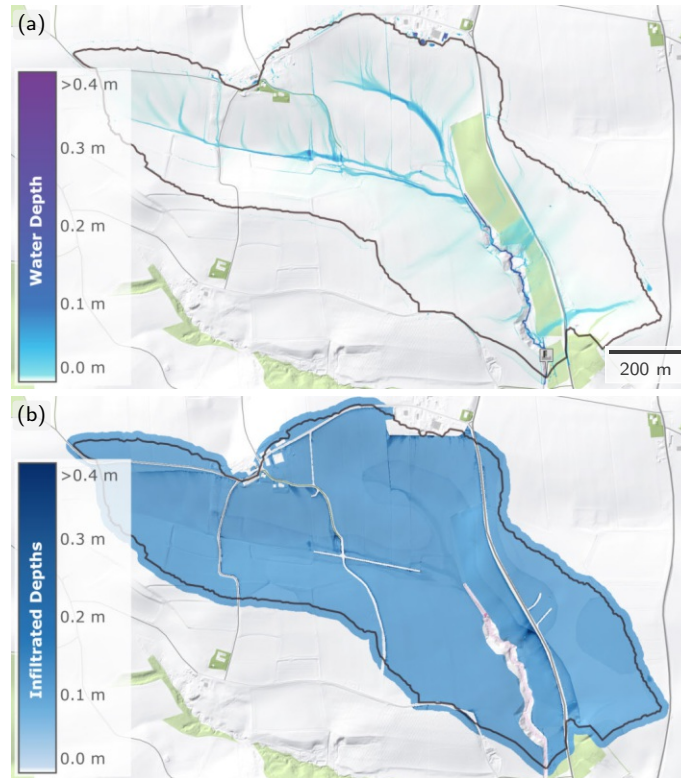 (a)
>0.4 m
0.3 m
0.2 m
0.1 m
0.0 m
Water Depth
200 m
(b)
>0.4 m
0.3 m
0.2 m
0.1 m
0.0 m
Infiltrated Depths